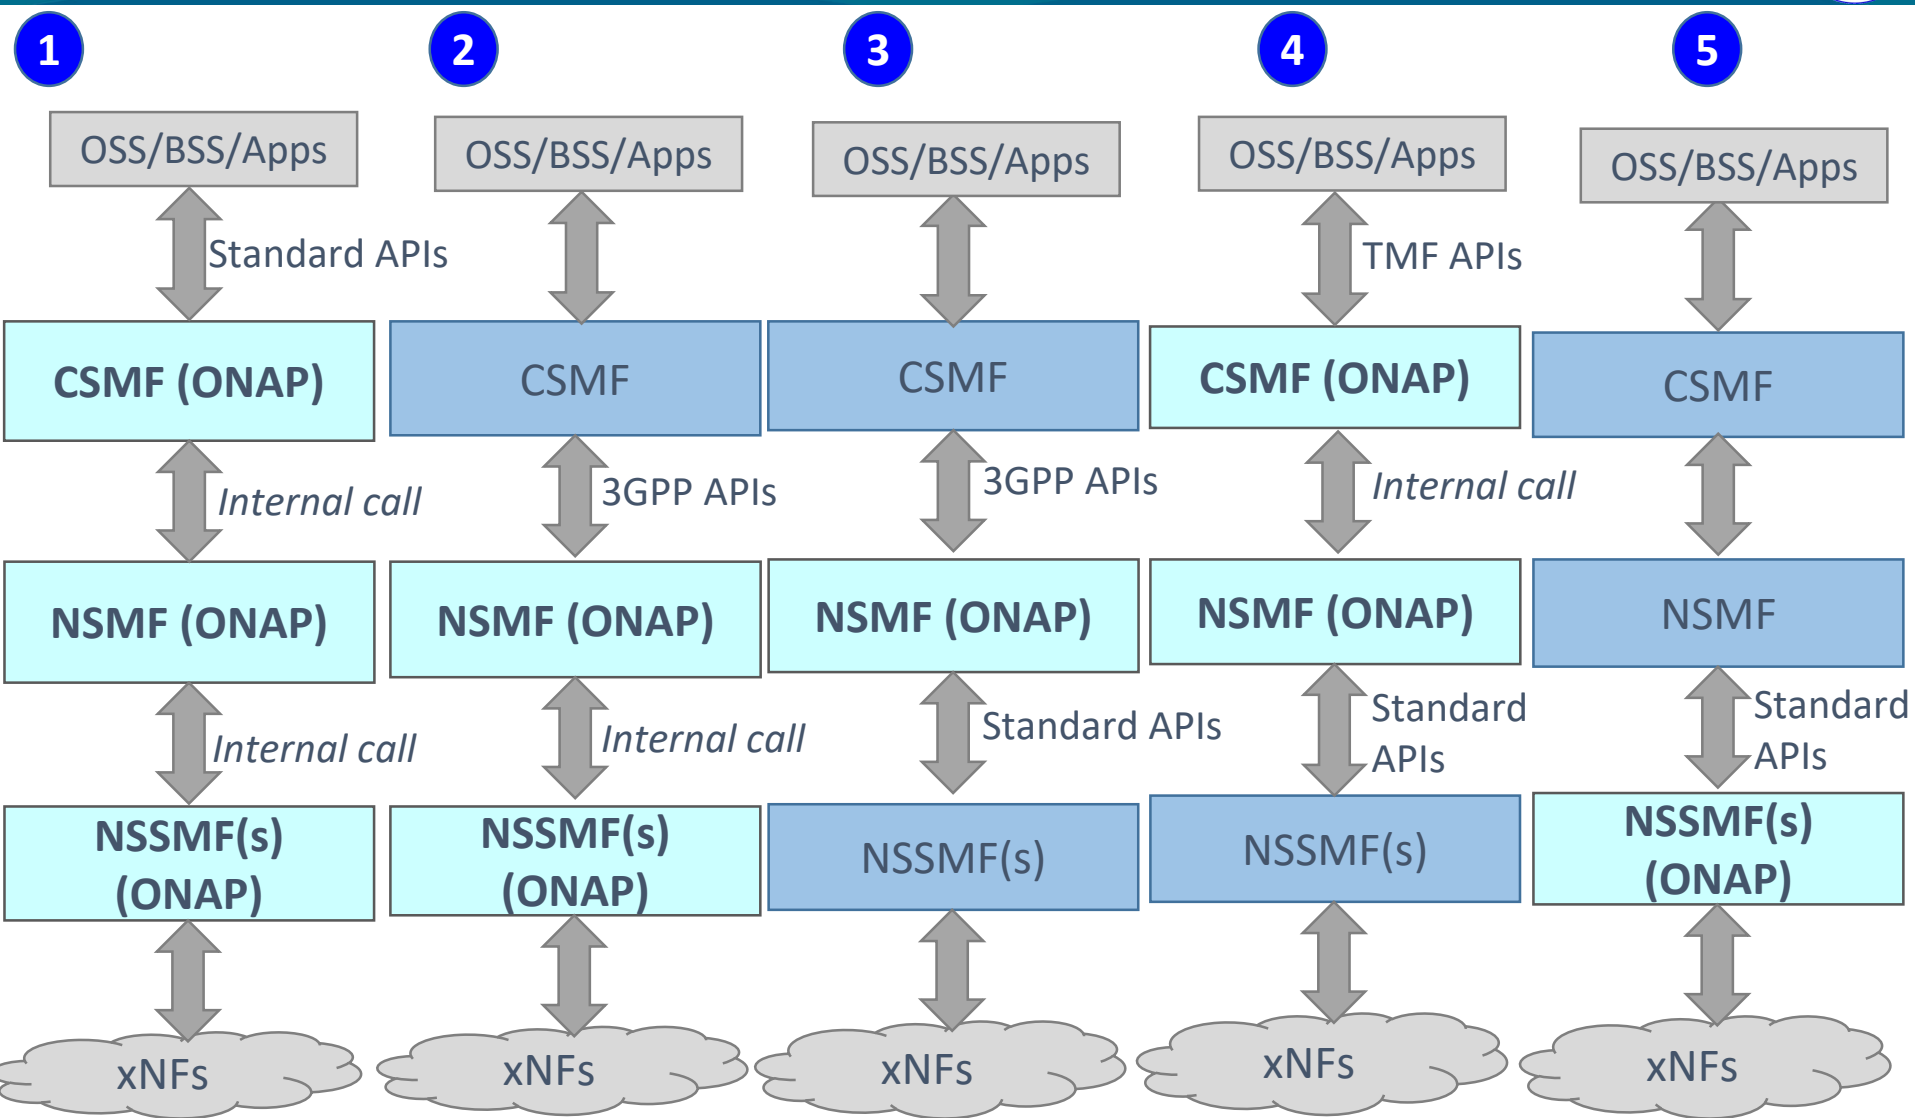 1
2
3
4
5
OSS/BSS/Apps
OSS/BSS/Apps
OSS/BSS/Apps
OSS/BSS/Apps
OSS/BSS/Apps
Standard APIs
TMF APIs
CSMF (ONAP)
CSMF
CSMF
CSMF (ONAP)
CSMF
Internal call
3GPP APIs
3GPP APIs
Internal call
NSMF (ONAP)
NSMF (ONAP)
NSMF (ONAP)
NSMF (ONAP)
NSMF
Internal call
Internal call
Standard APIs
Standard
APIs
Standard
APIs
NSSMF(s)
(ONAP)
NSSMF(s)
(ONAP)
NSSMF(s)
NSSMF(s)
NSSMF(s)
(ONAP)
xNFs
xNFs
xNFs
xNFs
xNFs